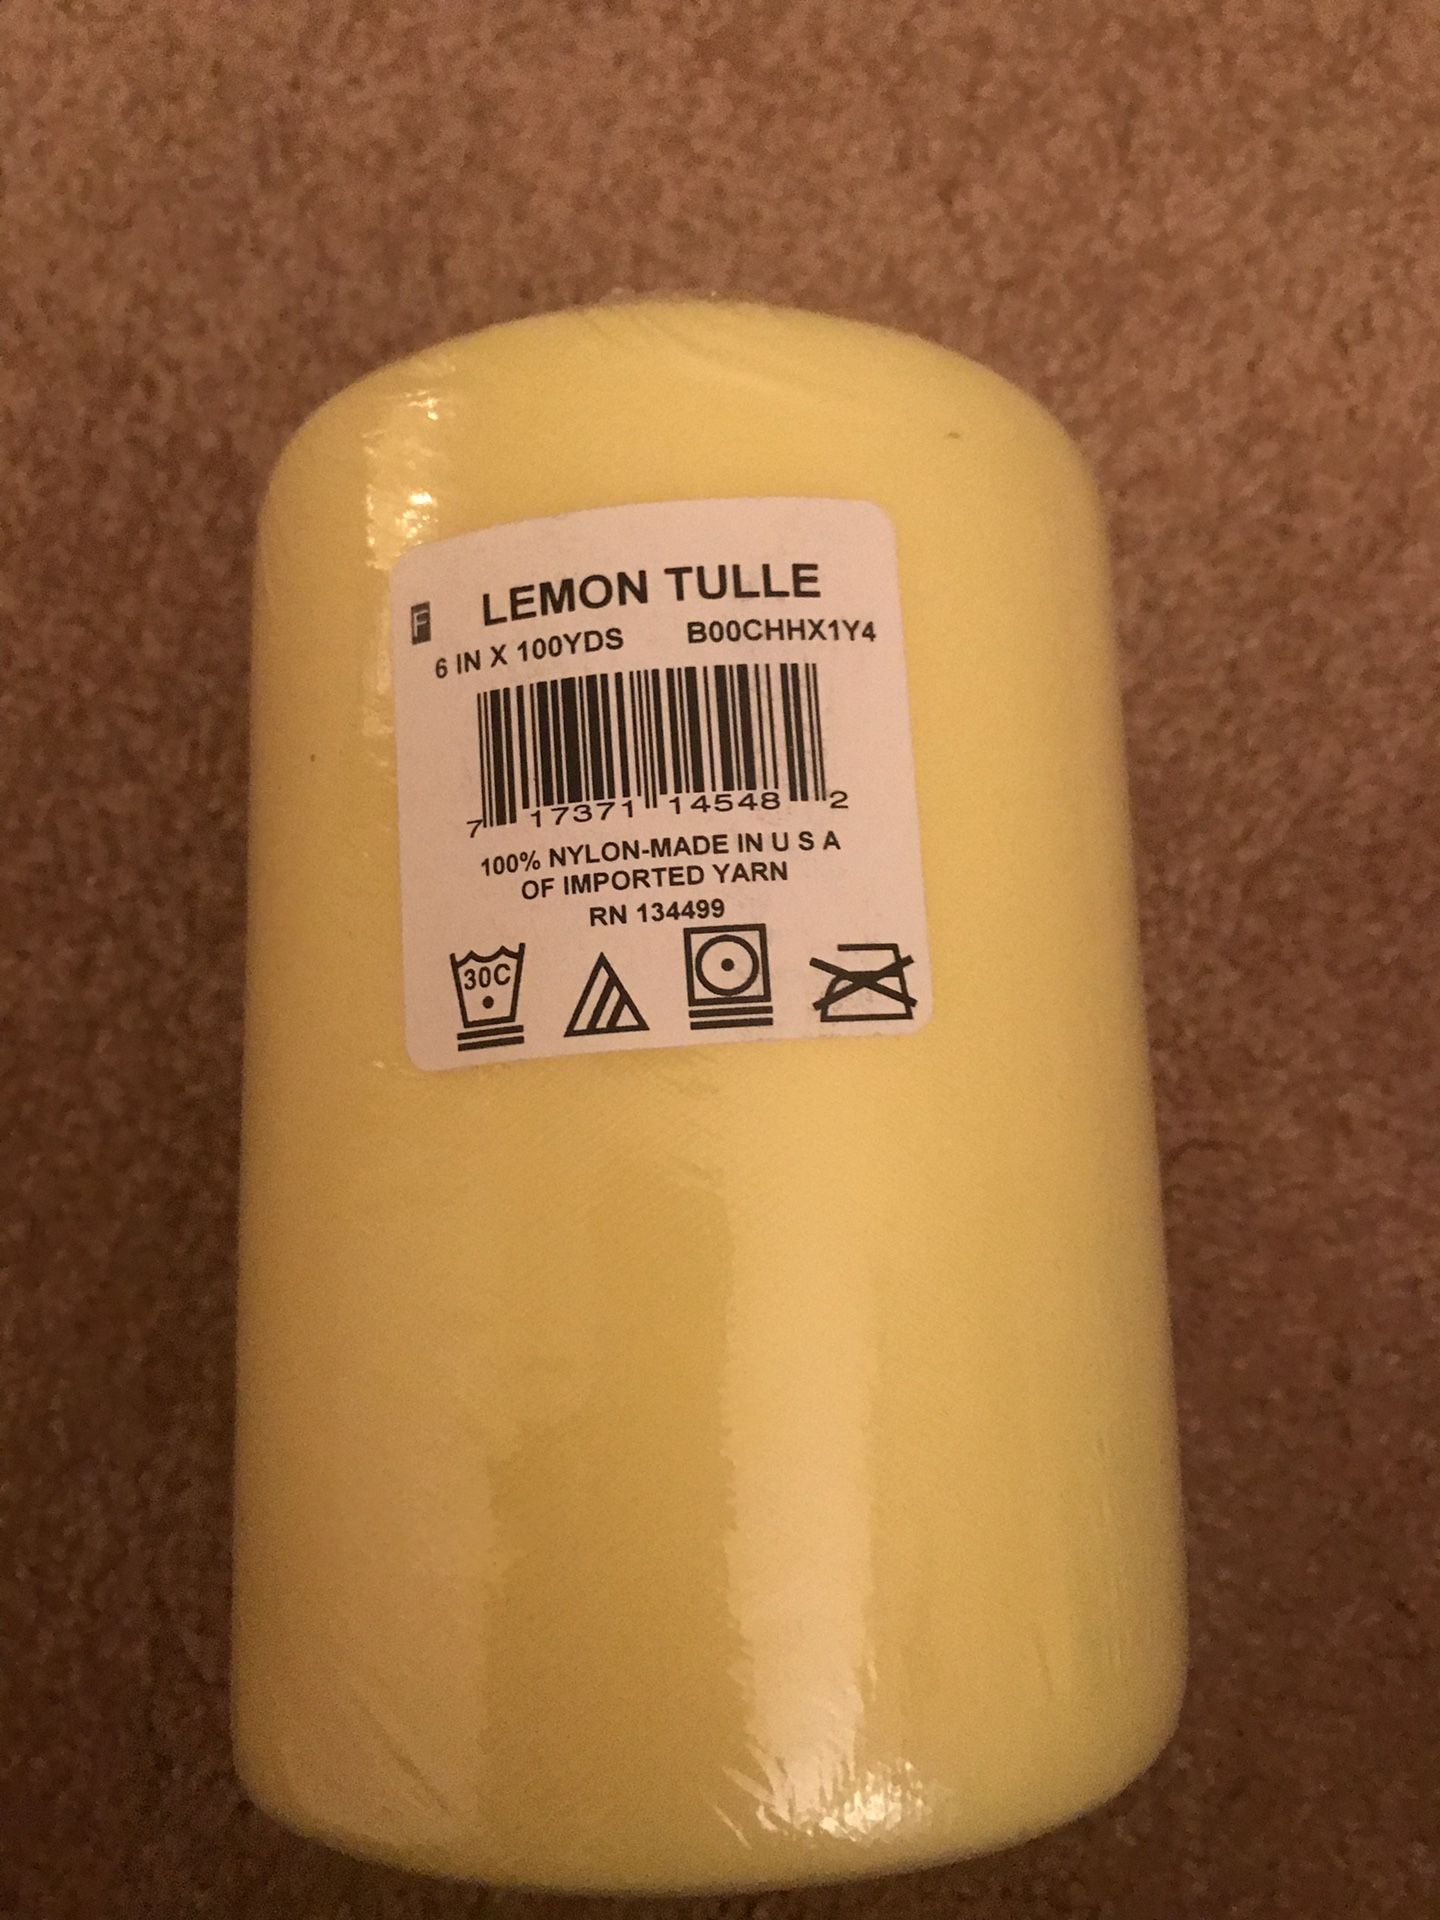 F LEMON TULLE
6 IN X 100YDS B00CHHX1Y4
7 17371 14548 2
100% NYLON-MADE IN U S A
OF IMPORTED YARN
RN 134499
30C